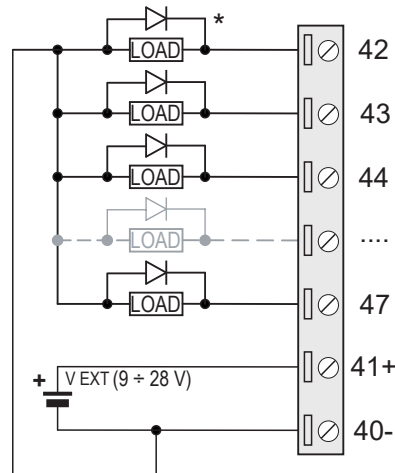 *
LOAD 42
LOAD 43
LOAD 44
LOAD ....
LOAD 47
V EXT (9 ÷ 28 V) 41+
+
40-